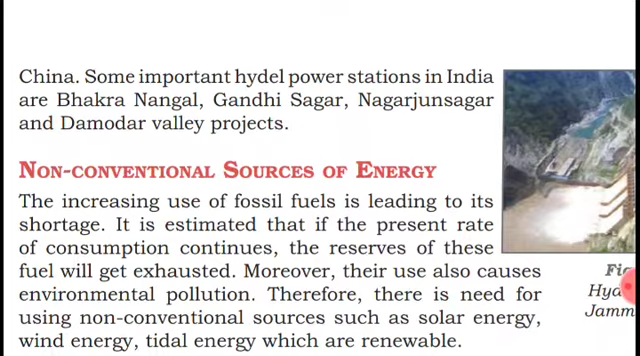 China. Some important hydel power stations in India
are Bhakra Nangal, Gandhi Sagar, Nagarjunsagar
and Damodar valley projects.
NON-CONVENTIONAL SOURCES OF ENERGY
The increasing use of fossil fuels is leading to its
shortage. It is estimated that if the present rate
of consumption continues, the reserves of these
fuel will get exhausted. Moreover, their use also causes
environmental pollution. Therefore, there is need for
using non-conventional sources such as solar energy,
wind energy, tidal energy which are renewable.